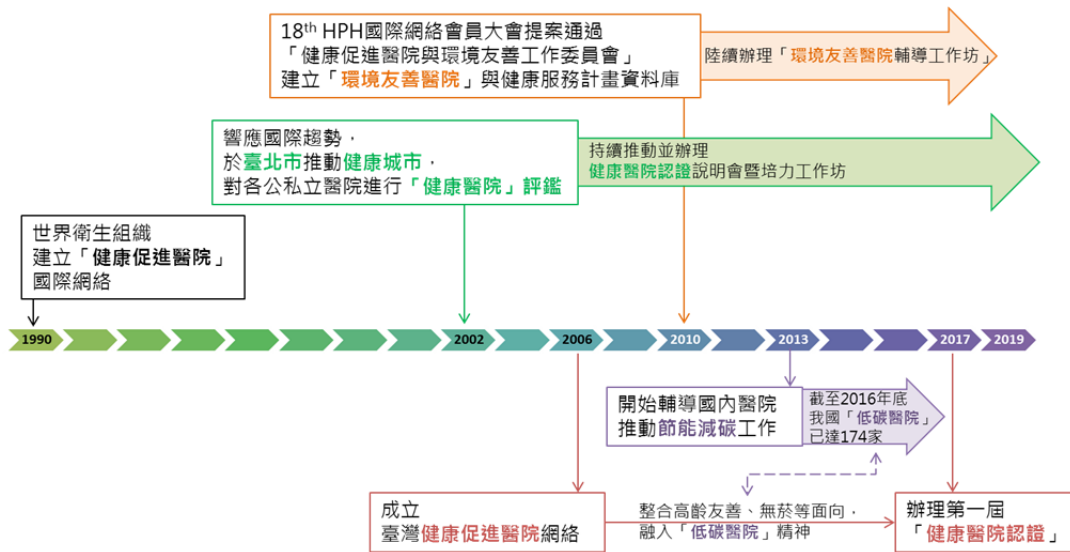 18th HPH國際網絡會員大會提案通過
「健康促進醫院與環境友善工作委員會」
建立「環境友善醫院」與健康服務計畫資料庫
陸續辦理「環境友善醫院輔導工作坊」
響應國際趨勢，
於臺北市推動健康城市，
對各公私立醫院進行「健康醫院」評鑑
持續推動並辦理
健康醫院認證說明會暨培力工作坊
世界衛生組織
建立「健康促進醫院」
國際網絡
1990
2002
2006
2010
2013
2017
2019
開始輔導國內醫院
推動節能減碳工作
截至2016年底
我國「低碳醫院」
已達174家
成立
臺灣健康促進醫院網絡
整合高齡友善、無菸等面向，
融入「低碳醫院」精神
辦理第一屆
「健康醫院認證」